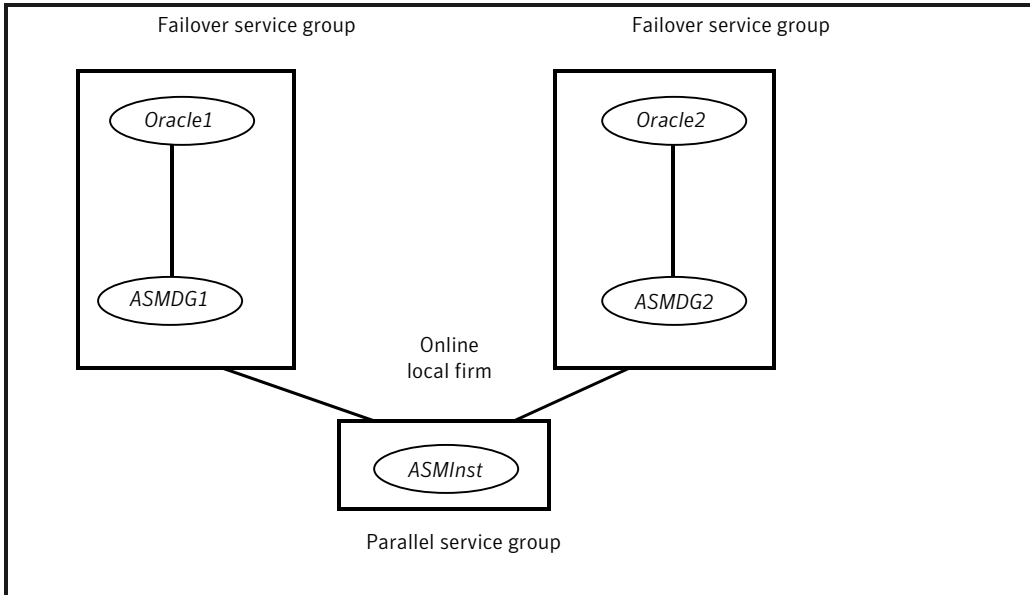 Failover service group
Failover service group
Oracle1
Oracle2
ASMDG1
ASMDG2
Online
local firm
ASMInst
Parallel service group